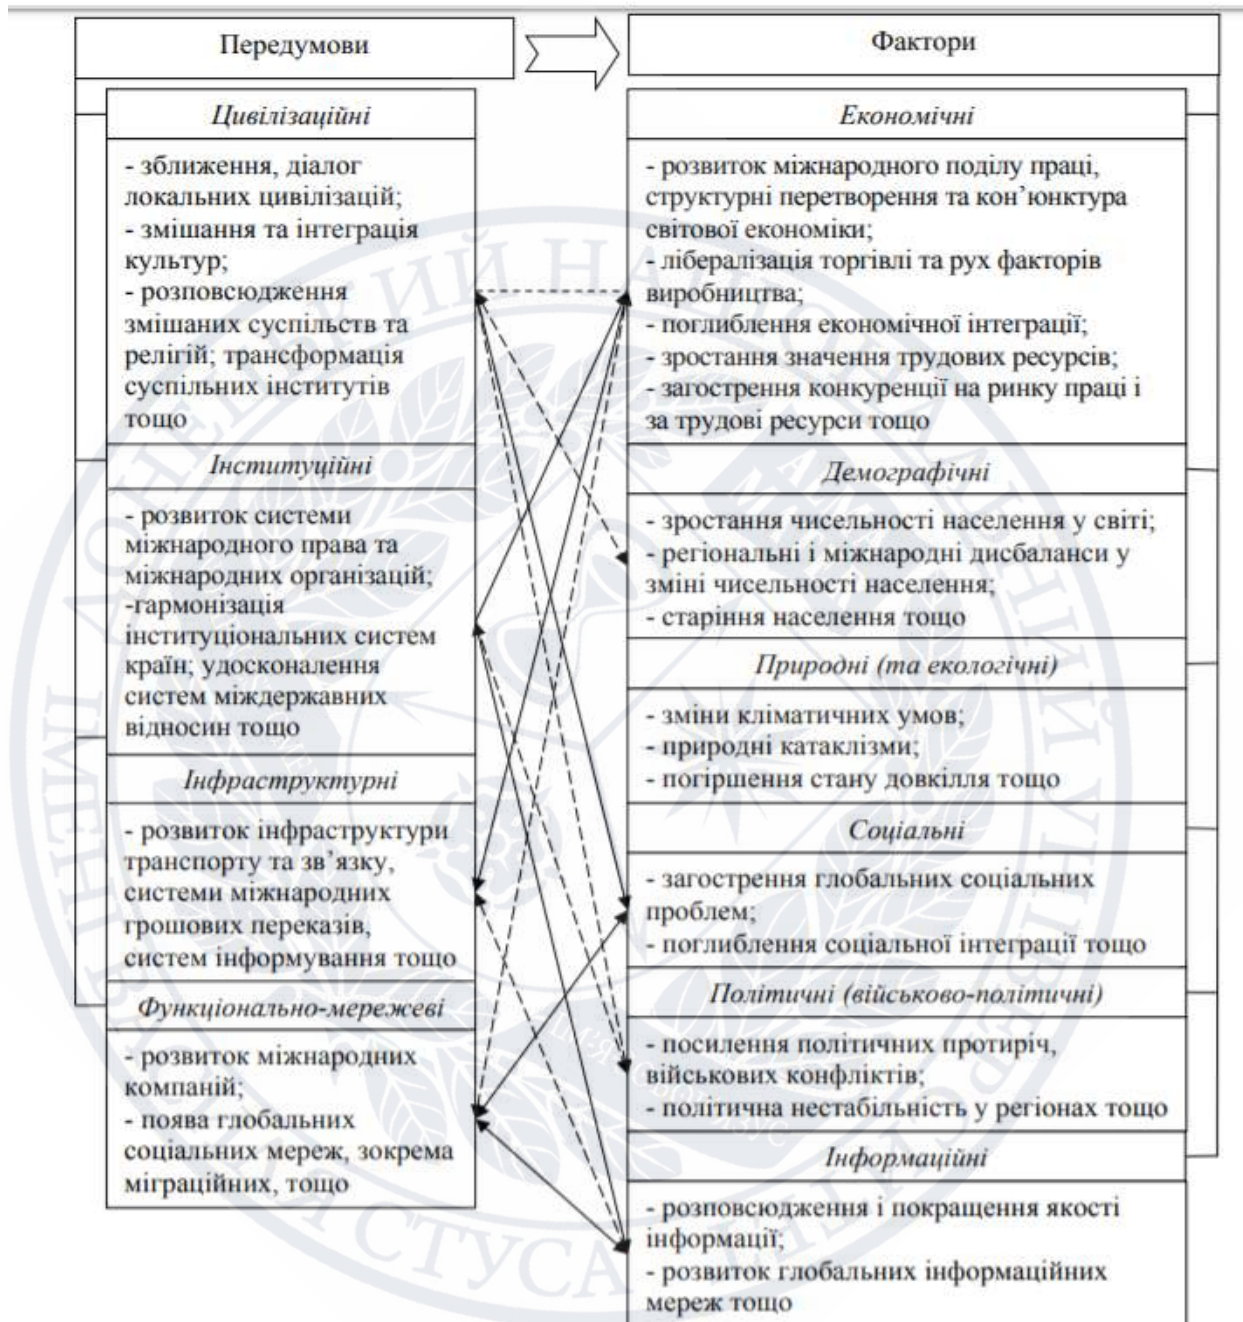 Передумови
Фактори
Цивілізаційні
- зближення, діалог
локальних цивілізацій;
- змішання та інтеграція
культур;
- розповсюдження
змішаних суспільств та
релігій; трансформація
суспільних інститутів
тощо
Інституційні
- розвиток системи
міжнародного права та
міжнародних організацій;
-гармонізація
інституціональних систем
країн; удосконалення
систем міждержавних
відносин тощо
Інфраструктурні
- розвиток інфраструктури
транспорту та зв’язку,
системи міжнародних
грошових переказів,
систем інформування тощо
Функціонально-мережеві
- розвиток міжнародних
компаній;
- поява глобальних
соціальних мереж, зокрема
міграційних, тощо
Економічні
- розвиток міжнародного поділу праці,
структурні перетворення та кон’юнктура
світової економіки;
- лібералізація торгівлі та рух факторів
виробництва;
- поглиблення економічної інтеграції;
- зростання значення трудових ресурсів;
- загострення конкуренції на ринку праці і
за трудові ресурси тощо
Демографічні
- зростання чисельності населення у світі;
- регіональні і міжнародні дисбаланси у
зміні чисельності населення;
- старіння населення тощо
Природні (та екологічні)
- зміни кліматичних умов;
- природні катаклізми;
- погіршення стану довкілля тощо
Соціальні
- загострення глобальних соціальних
проблем;
- поглиблення соціальної інтеграції тощо
Політичні (військово-політичні)
- посилення політичних протиріч,
військових конфліктів;
- політична нестабільність у регіонах тощо
Інформаційні
- розповсюдження і покращення якості
інформації;
- розвиток глобальних інформаційних
мереж тощо
ДОНЕЦЬКИЙ НАЦІОНАЛЬНИЙ УНІВЕРСИТЕТ
ІМЕНІ ВАСИЛЯ СТУСА